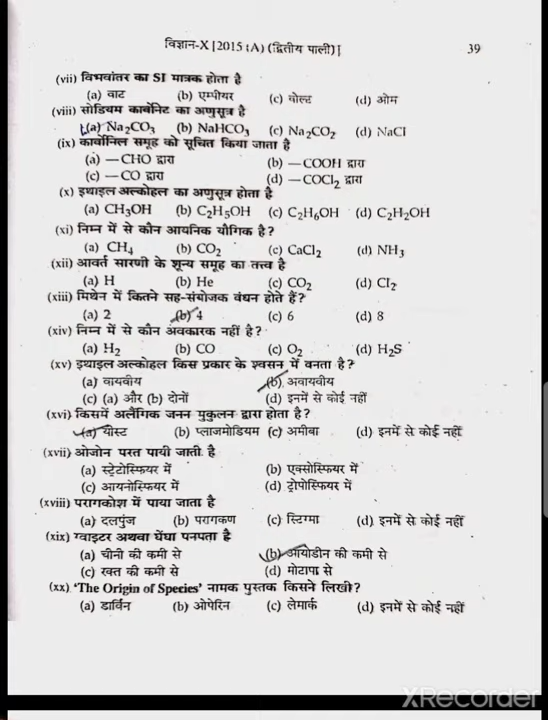 विज्ञान-X [2015 (A) (द्वितीय पाली)] 39
(vii) विभवांतर का SI मात्रक होता है
(a) वाट (b) एम्पीयर (c) वोल्ट (d) ओम
(viii) सोडियम कार्बोनेट का अणुसूत्र है
(a) Na2CO3 (b) NaHCO3 (c) Na2CO2 (d) NaCl
(ix) कार्बोनिल समूह को सूचित किया जाता है
(a) —CHO द्वारा (b) —COOH द्वारा
(c) —CO द्वारा (d) —COCl2 द्वारा
(x) इथाइल अल्कोहल का अणुसूत्र होता है
(a) CH3OH (b) C2H5OH (c) C2H6OH (d) C2H2OH
(xi) निम्न में से कौन आयनिक यौगिक है?
(a) CH4 (b) CO2 (c) CaCl2 (d) NH3
(xii) आवर्त सारणी के शून्य समूह का तत्त्व है
(a) H (b) He (c) CO2 (d) Cl2
(xiii) मिथेन में कितने सह-संयोजक बंधन होते हैं?
(a) 2 (b) 4 (c) 6 (d) 8
(xiv) निम्न में से कौन अवकारक नहीं है?
(a) H2 (b) CO (c) O2 (d) H2S
(xv) इथाइल अल्कोहल किस प्रकार के श्वसन में बनता है?
(a) वायवीय (b) अवायवीय
(c) (a) और (b) दोनों (d) इनमें से कोई नहीं
(xvi) किसमें अलैंगिक जनन मुकुलन द्वारा होता है?
(a) यीस्ट (b) प्लाजमोडियम (c) अमीबा (d) इनमें से कोई नहीं
(xvii) ओजोन परत पायी जाती है
(a) स्ट्रेटोस्फियर में (b) एक्सोस्फियर में
(c) आयनोस्फियर में (d) ट्रोपोस्फियर में
(xviii) परागकोश में पाया जाता है
(a) दलपुंज (b) परागकण (c) स्टिग्मा (d) इनमें से कोई नहीं
(xix) ग्वाइटर अथवा घेंघा पनपता है
(a) चीनी की कमी से (b) आयोडीन की कमी से
(c) रक्त की कमी से (d) मोटापा से
(xx) 'The Origin of Species' नामक पुस्तक किसने लिखी?
(a) डार्विन (b) ओपेरिन (c) लेमार्क (d) इनमें से कोई नहीं
XRecorder